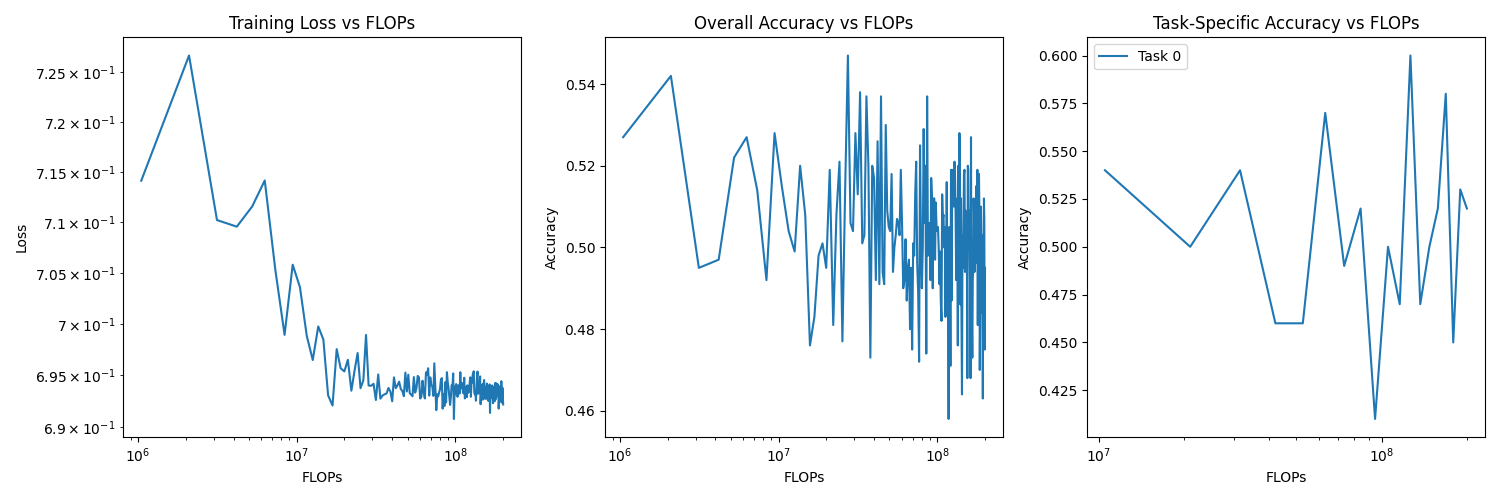 Training Loss vs FLOPs
7.25 × 10⁻¹
7.2 × 10⁻¹
7.15 × 10⁻¹
7.1 × 10⁻¹
7.05 × 10⁻¹
7 × 10⁻¹
6.95 × 10⁻¹
6.9 × 10⁻¹
Loss
10⁶
10⁷
10⁸
FLOPs
Overall Accuracy vs FLOPs
0.54
0.52
0.50
0.48
0.46
Accuracy
10⁶
10⁷
10⁸
FLOPs
Task-Specific Accuracy vs FLOPs
Task 0
0.600
0.575
0.550
0.525
0.500
0.475
0.450
0.425
Accuracy
10⁷
10⁸
FLOPs